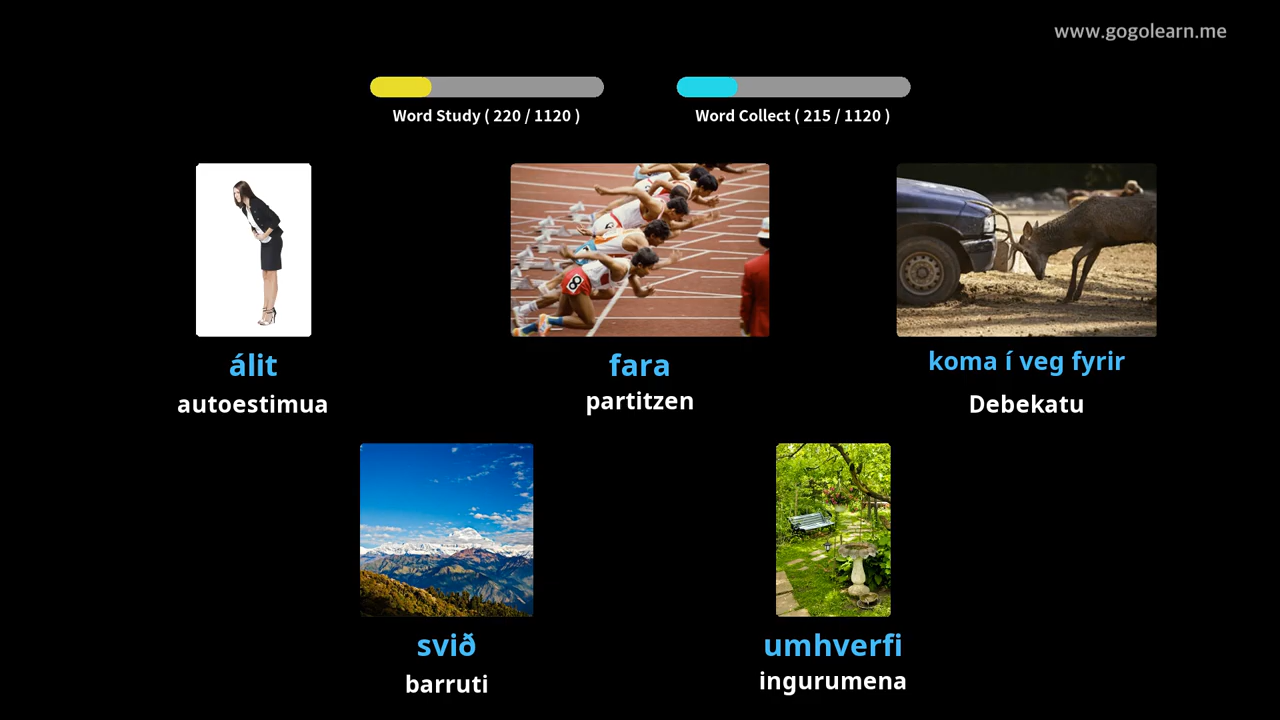 www.gogolearn.me
Word Study ( 220 / 1120 )
Word Collect ( 215 / 1120 )
álit
autoestimua
fara
partitzen
koma í veg fyrir
Debekatu
svið
barruti
umhverfi
ingurumena